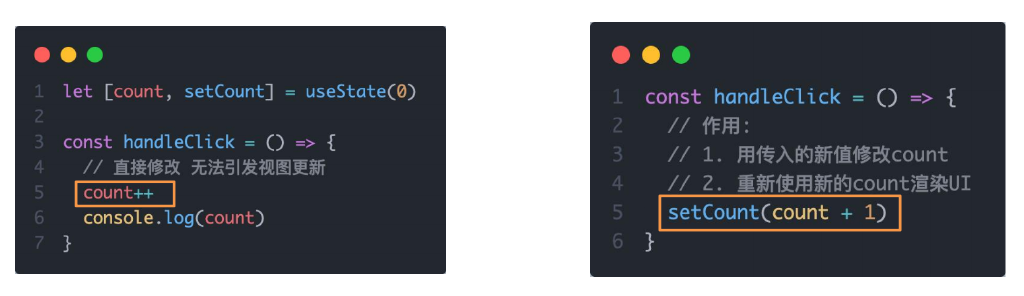 1 let [count, setCount] = useState(0)
2
3 const handleClick = () => {
4 // 直接修改 无法引发视图更新
5 count++
6 console.log(count)
7 }
1 const handleClick = () => {
2 // 作用:
3 // 1. 用传入的新值修改count
4 // 2. 重新使用新的count渲染UI
5 setCount(count + 1)
6 }